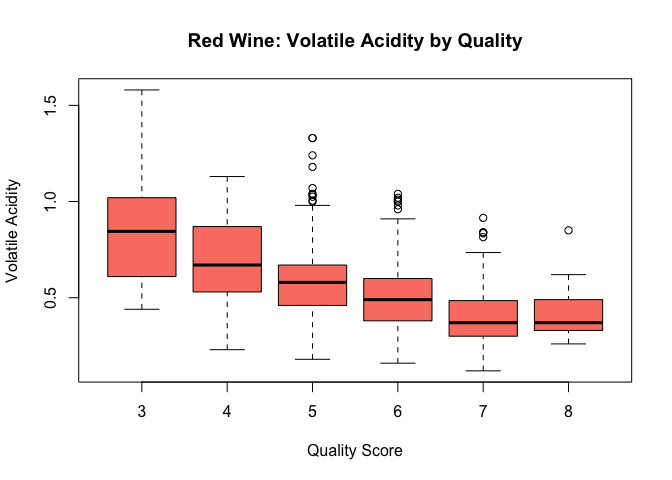 Red Wine: Volatile Acidity by Quality
Volatile Acidity
1.5
1.0
0.5
3 4 5 6 7 8
Quality Score